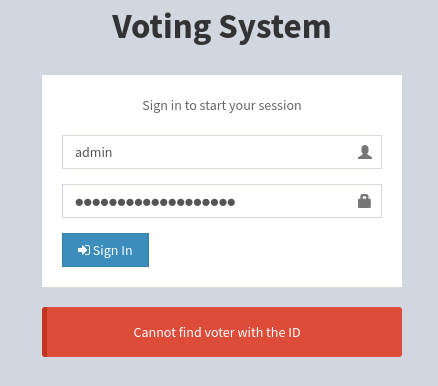 Voting System
Sign in to start your session
admin
●●●●●●●●●●●●●●●●●●●
Sign In
Cannot find voter with the ID